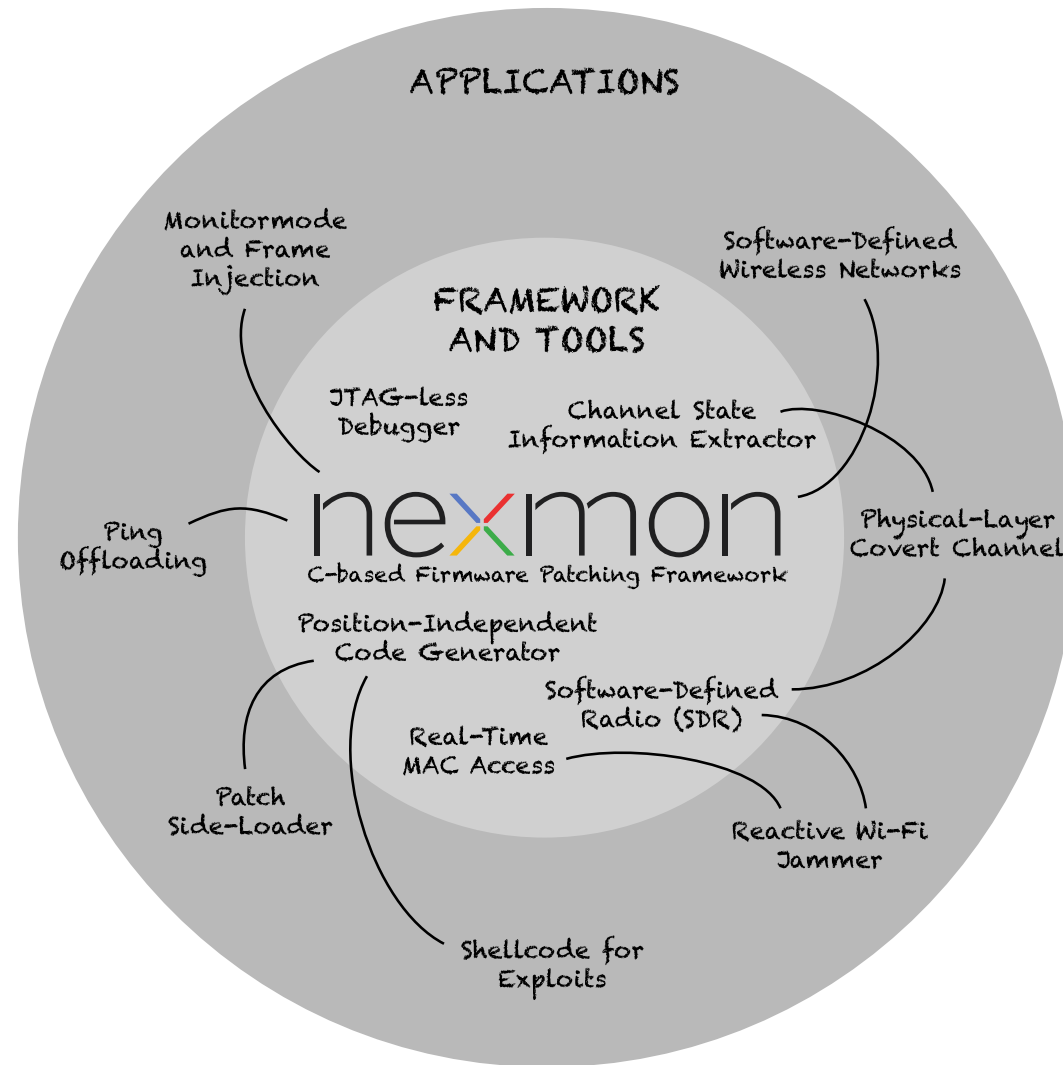 APPLICATIONS
Monitormode
and Frame
Injection
Software-Defined
Wireless Networks
FRAMEWORK
AND TOOLS
JTAG-less
Debugger
Channel State
Information Extractor
nexmon
C-based Firmware Patching Framework
Ping
Offloading
Physical-Layer
Covert Channel
Position-Independent
Code Generator
Software-Defined
Radio (SDR)
Real-Time
MAC Access
Patch
Side-Loader
Reactive Wi-Fi
Jammer
Shellcode for
Exploits